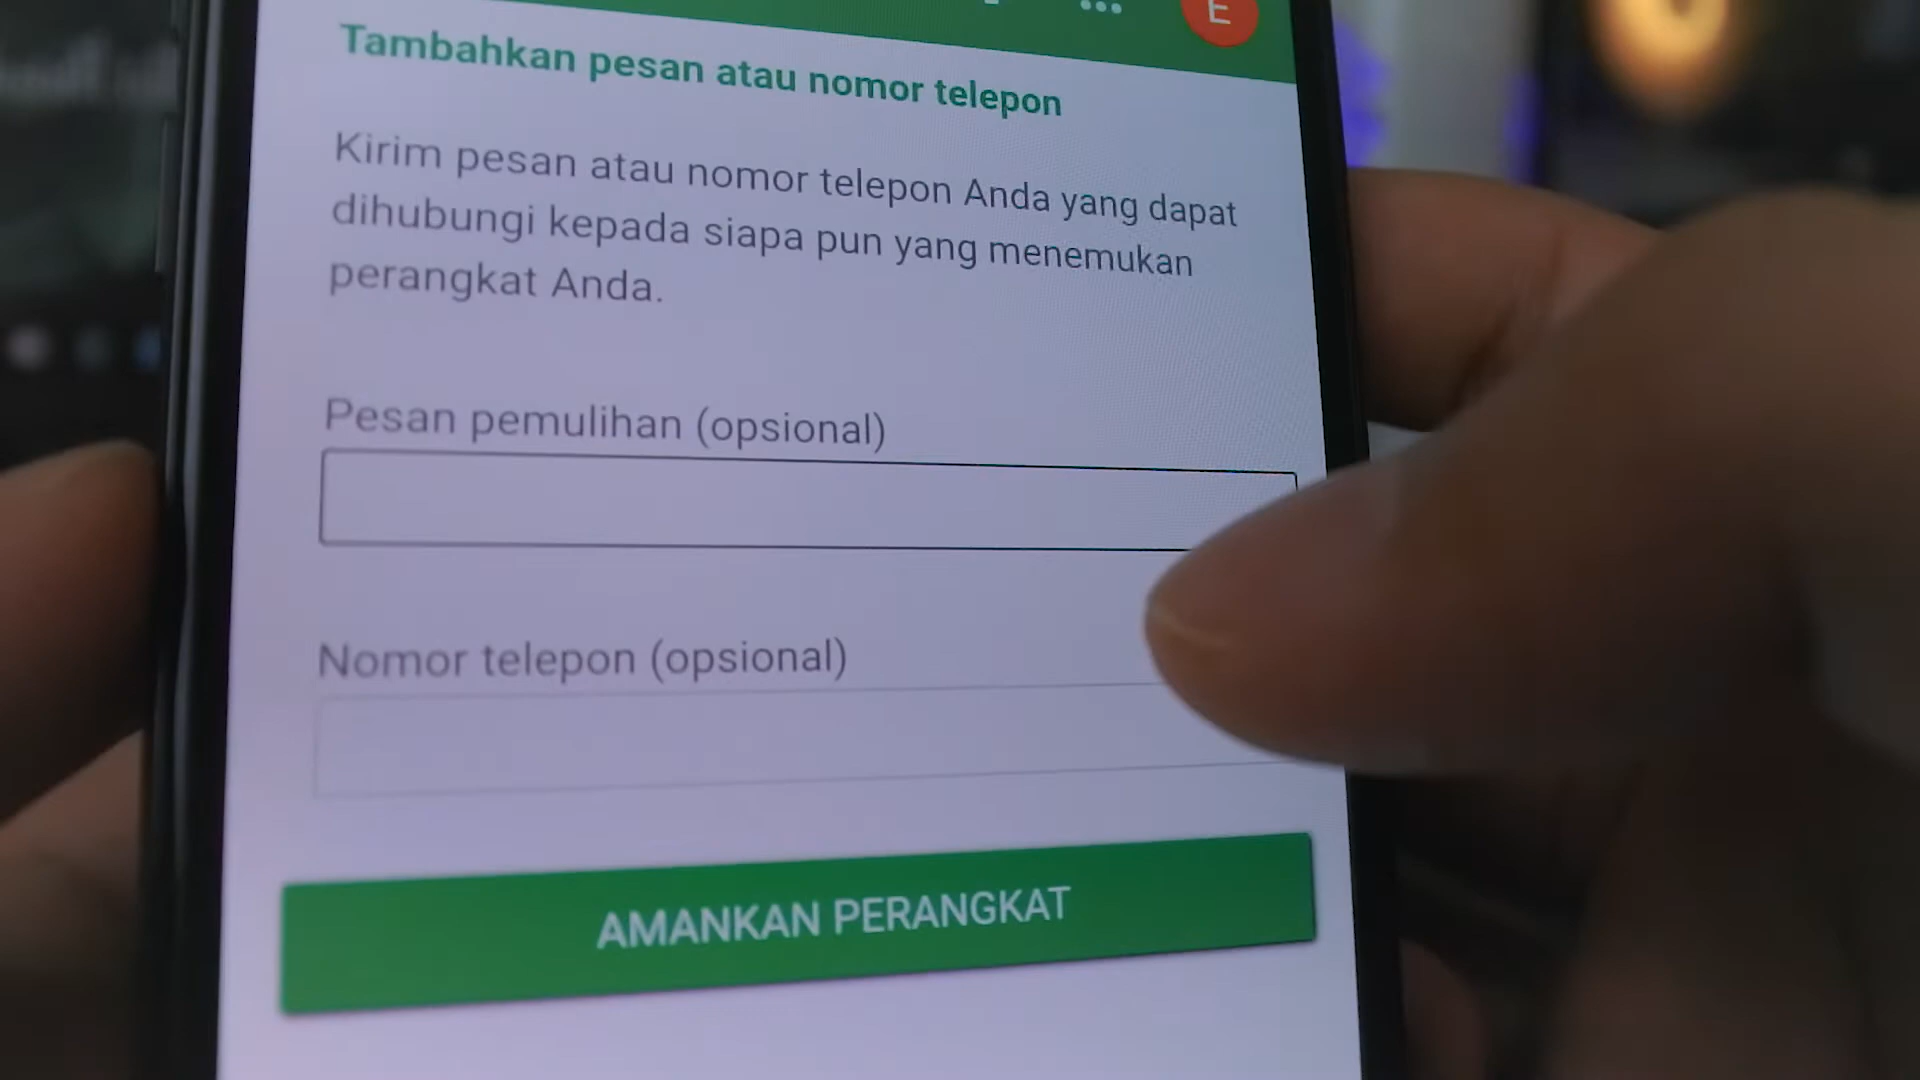 E
Tambahkan pesan atau nomor telepon
Kirim pesan atau nomor telepon Anda yang dapat
dihubungi kepada siapa pun yang menemukan
perangkat Anda.
Pesan pemulihan (opsional)
Nomor telepon (opsional)
AMANKAN PERANGKAT